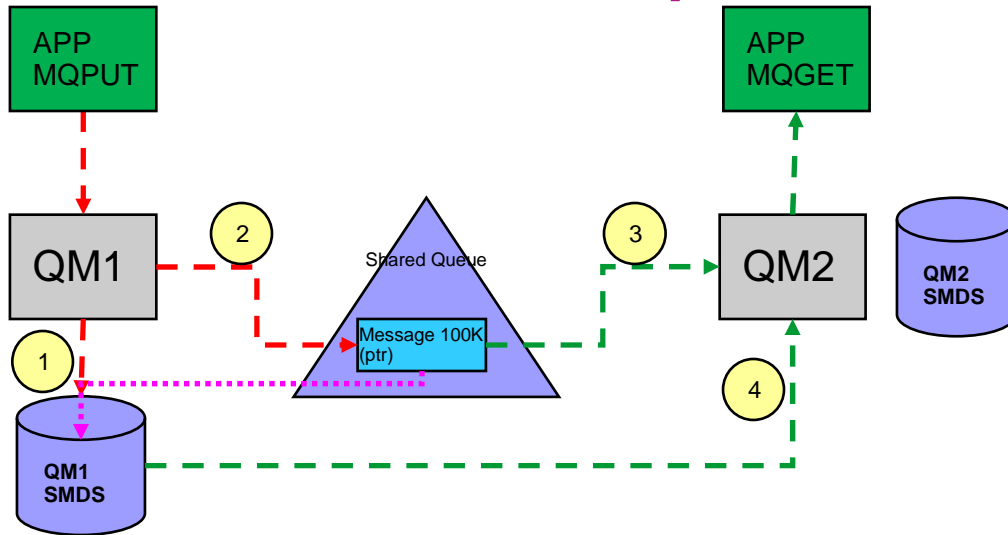 APP
MQPUT
APP
MQGET
2
3
Shared Queue
QM1
QM2
QM2
SMDS
Message 100K
(ptr)
1
4
QM1
SMDS